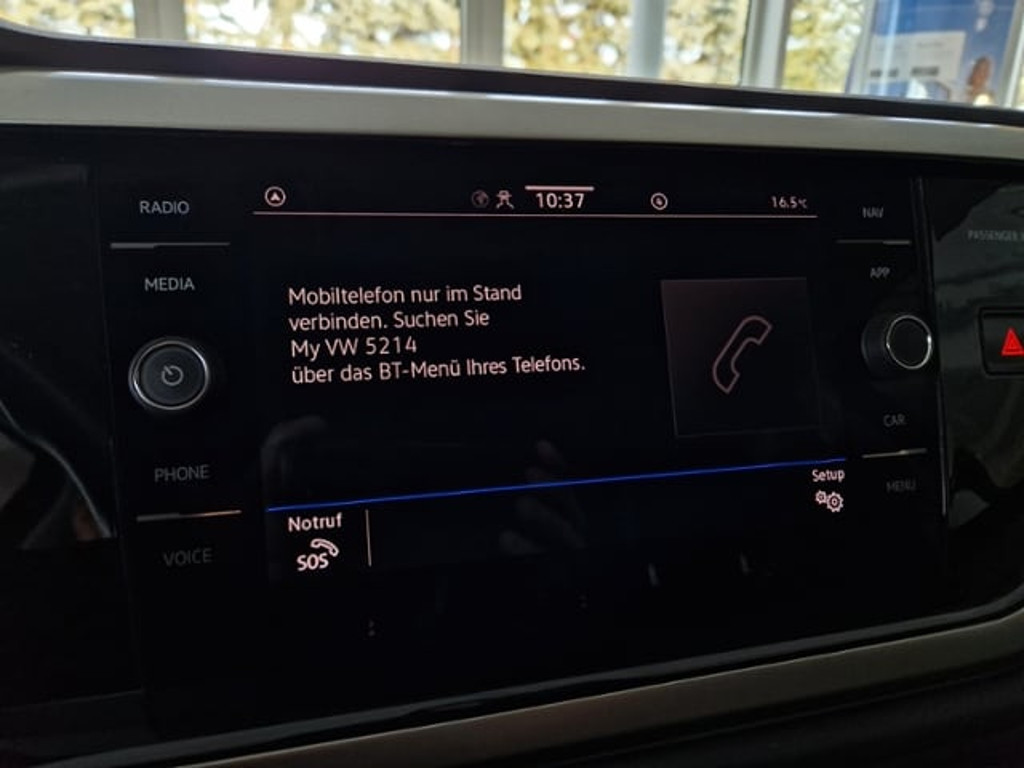 RADIO
MEDIA
PHONE
VOICE
10:37
16.5°C
Mobiltelefon nur im Stand
verbinden. Suchen Sie
My VW 5214
über das BT-Menü Ihres Telefons.
Notruf
SOS
Setup
NAV
APP
CAR
MENU
PASSENGER